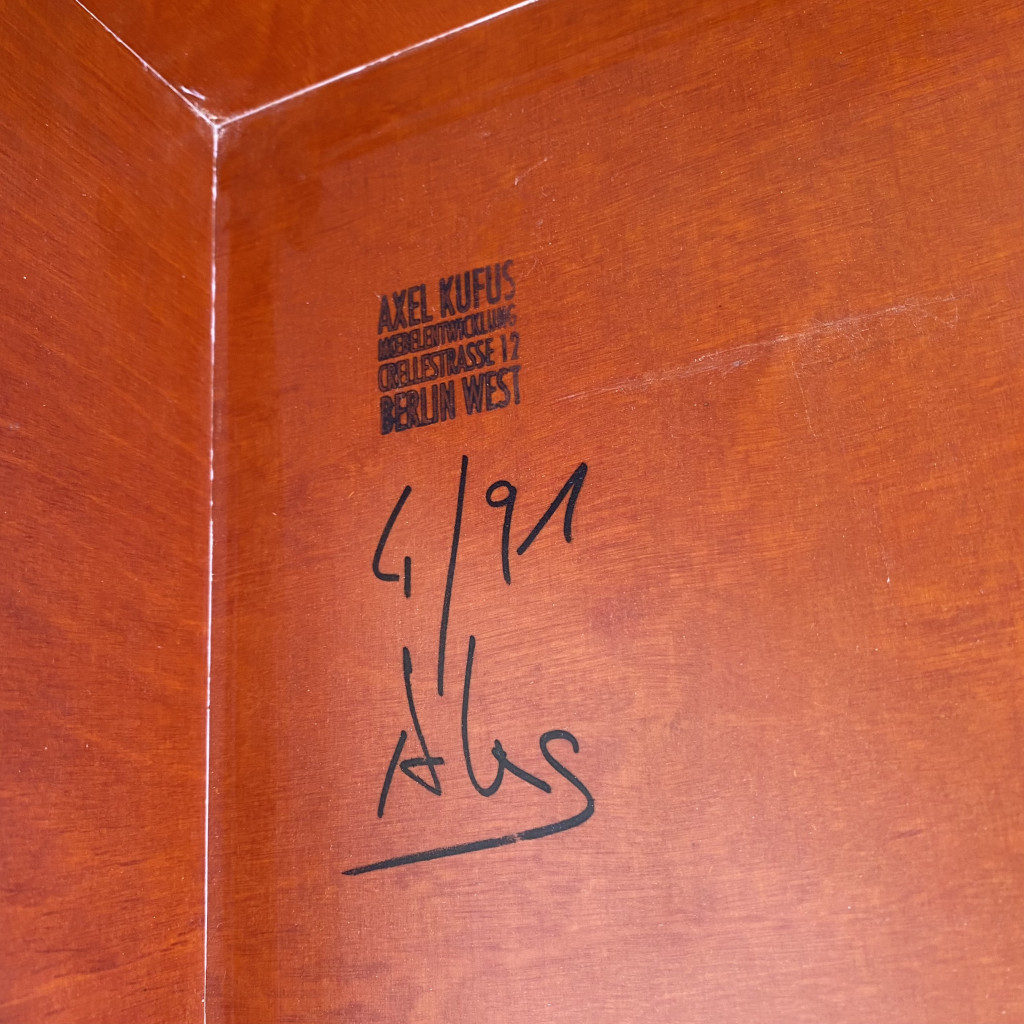 AXEL KUFUS
MOEBELENTWICKLUNG
CRELLESTRASSE 12
BERLIN WEST
4/91